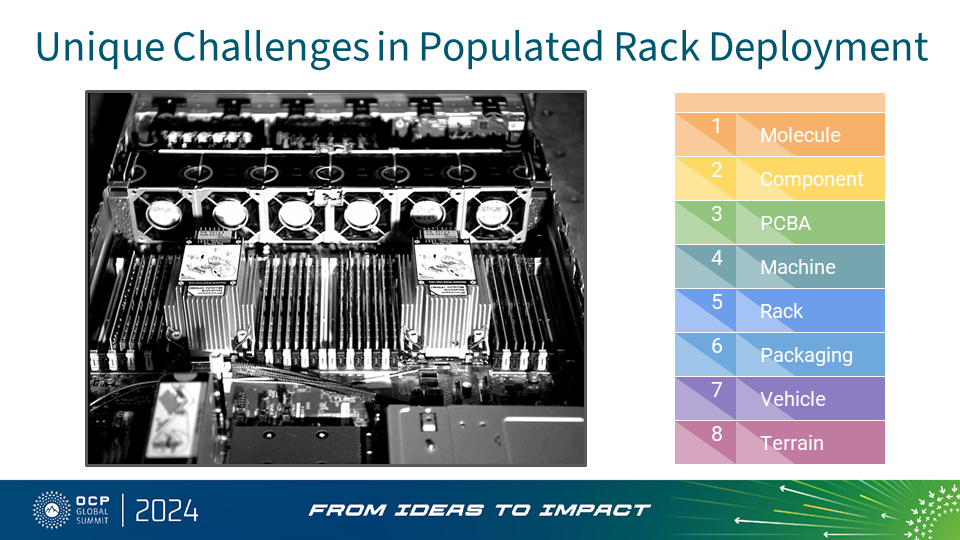 Unique Challenges in Populated Rack Deployment
1 Molecule
2 Component
3 PCBA
4 Machine
5 Rack
6 Packaging
7 Vehicle
8 Terrain
OCP
GLOBAL
SUMMIT
2024
FROM IDEAS TO IMPACT